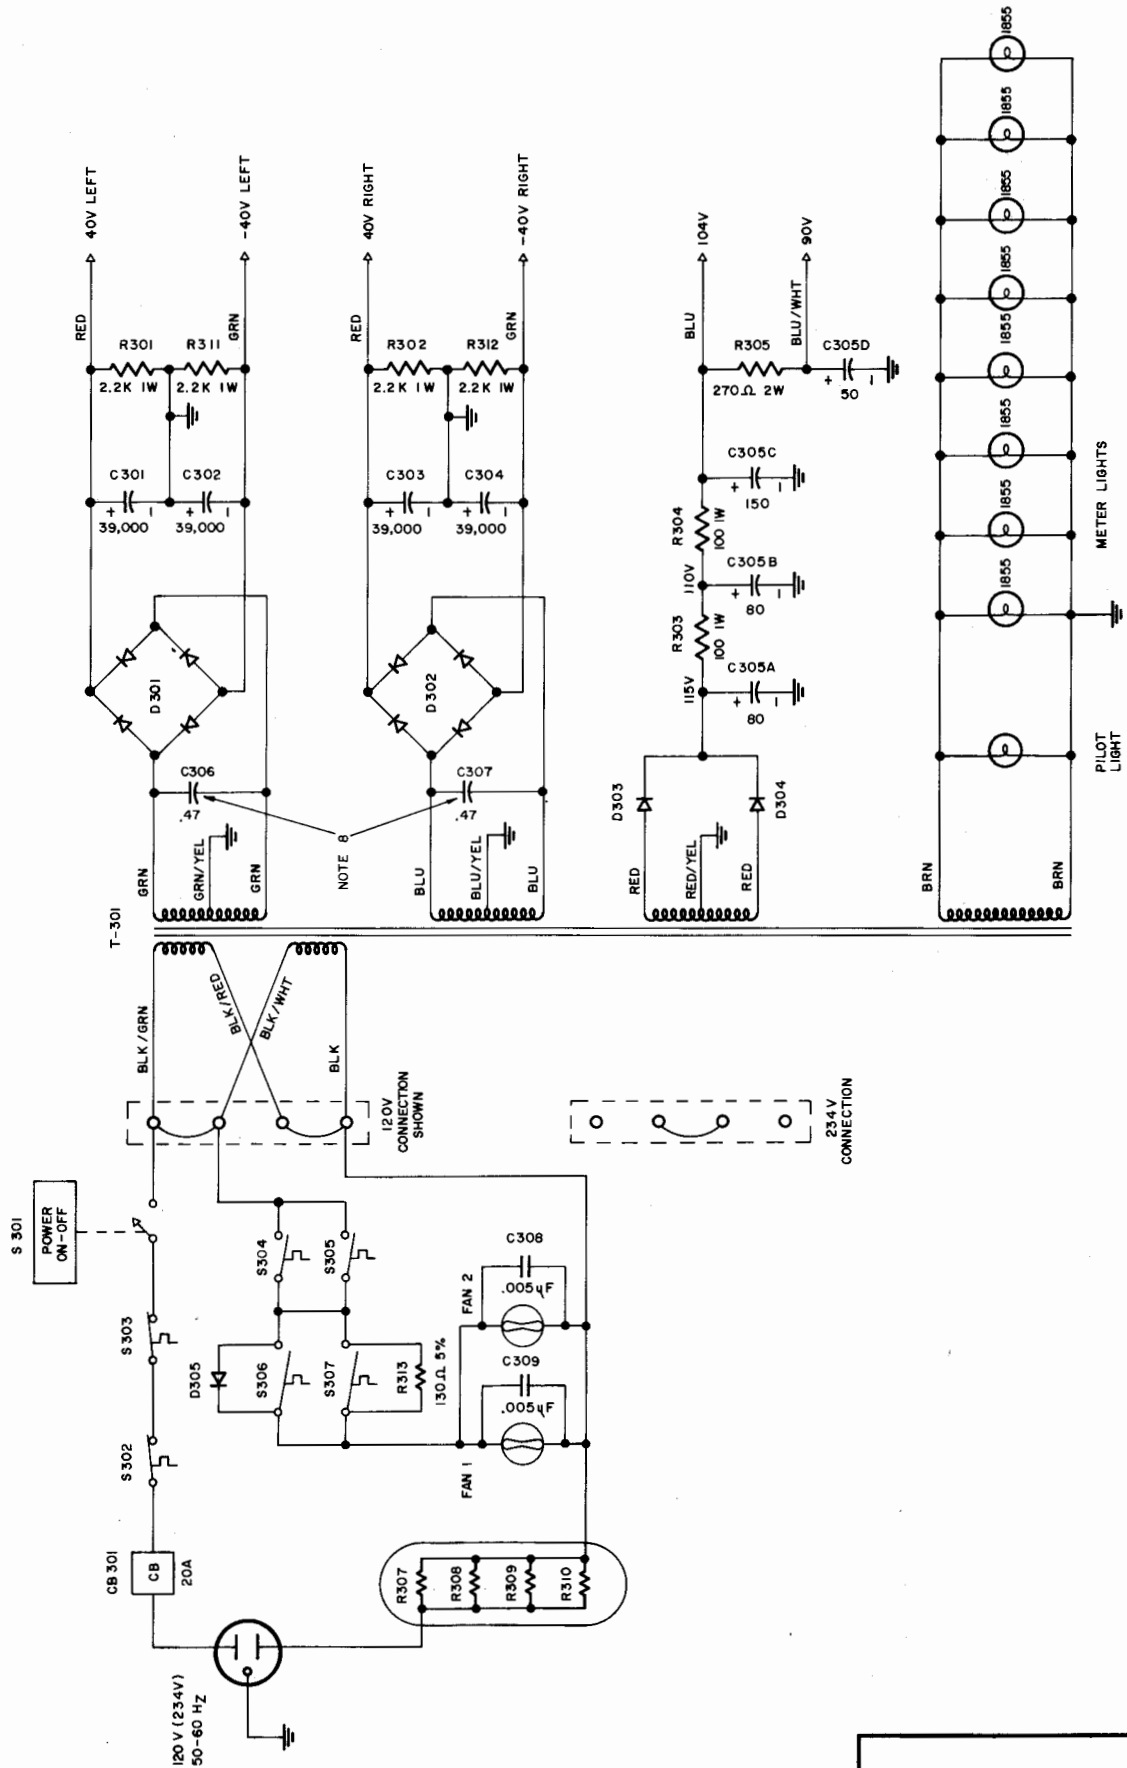 T-301
GRN
GRN/YEL
GRN
C306
.47
D301
C301
+ −
39,000
C302
+ −
39,000
R301
2.2K 1W
R311
2.2K 1W
RED
40V LEFT
GRN
-40V LEFT
NOTE 8
BLU
BLU/YEL
BLU
C307
.47
D302
C303
+ −
39,000
C304
+ −
39,000
R302
2.2K 1W
R312
2.2K 1W
RED
40V RIGHT
GRN
-40V RIGHT
RED
RED/YEL
RED
D303
D304
115V
C305A
+ −
80
R303
100 1W
110V
C305B
+ −
80
R304
100 1W
C305C
+ −
150
BLU
104V
R305
270Ω 2W
BLU/WHT
90V
C305D
+ −
50
BRN
BRN
PILOT
LIGHT
METER LIGHTS
1855
1855
1855
1855
1855
1855
1855
1855
120V (234V)
50-60 HZ
CB301
CB
20A
S302
S303
S301
POWER
ON-OFF
BLK/GRN
BLK/RED
BLK/WHT
BLK
120V
CONNECTION
SHOWN
234V
CONNECTION
D305
S306
S307
R313
130Ω 5%
S304
S305
FAN 1
C309
.005μF
FAN 2
C308
.005μF
R307
R308
R309
R310